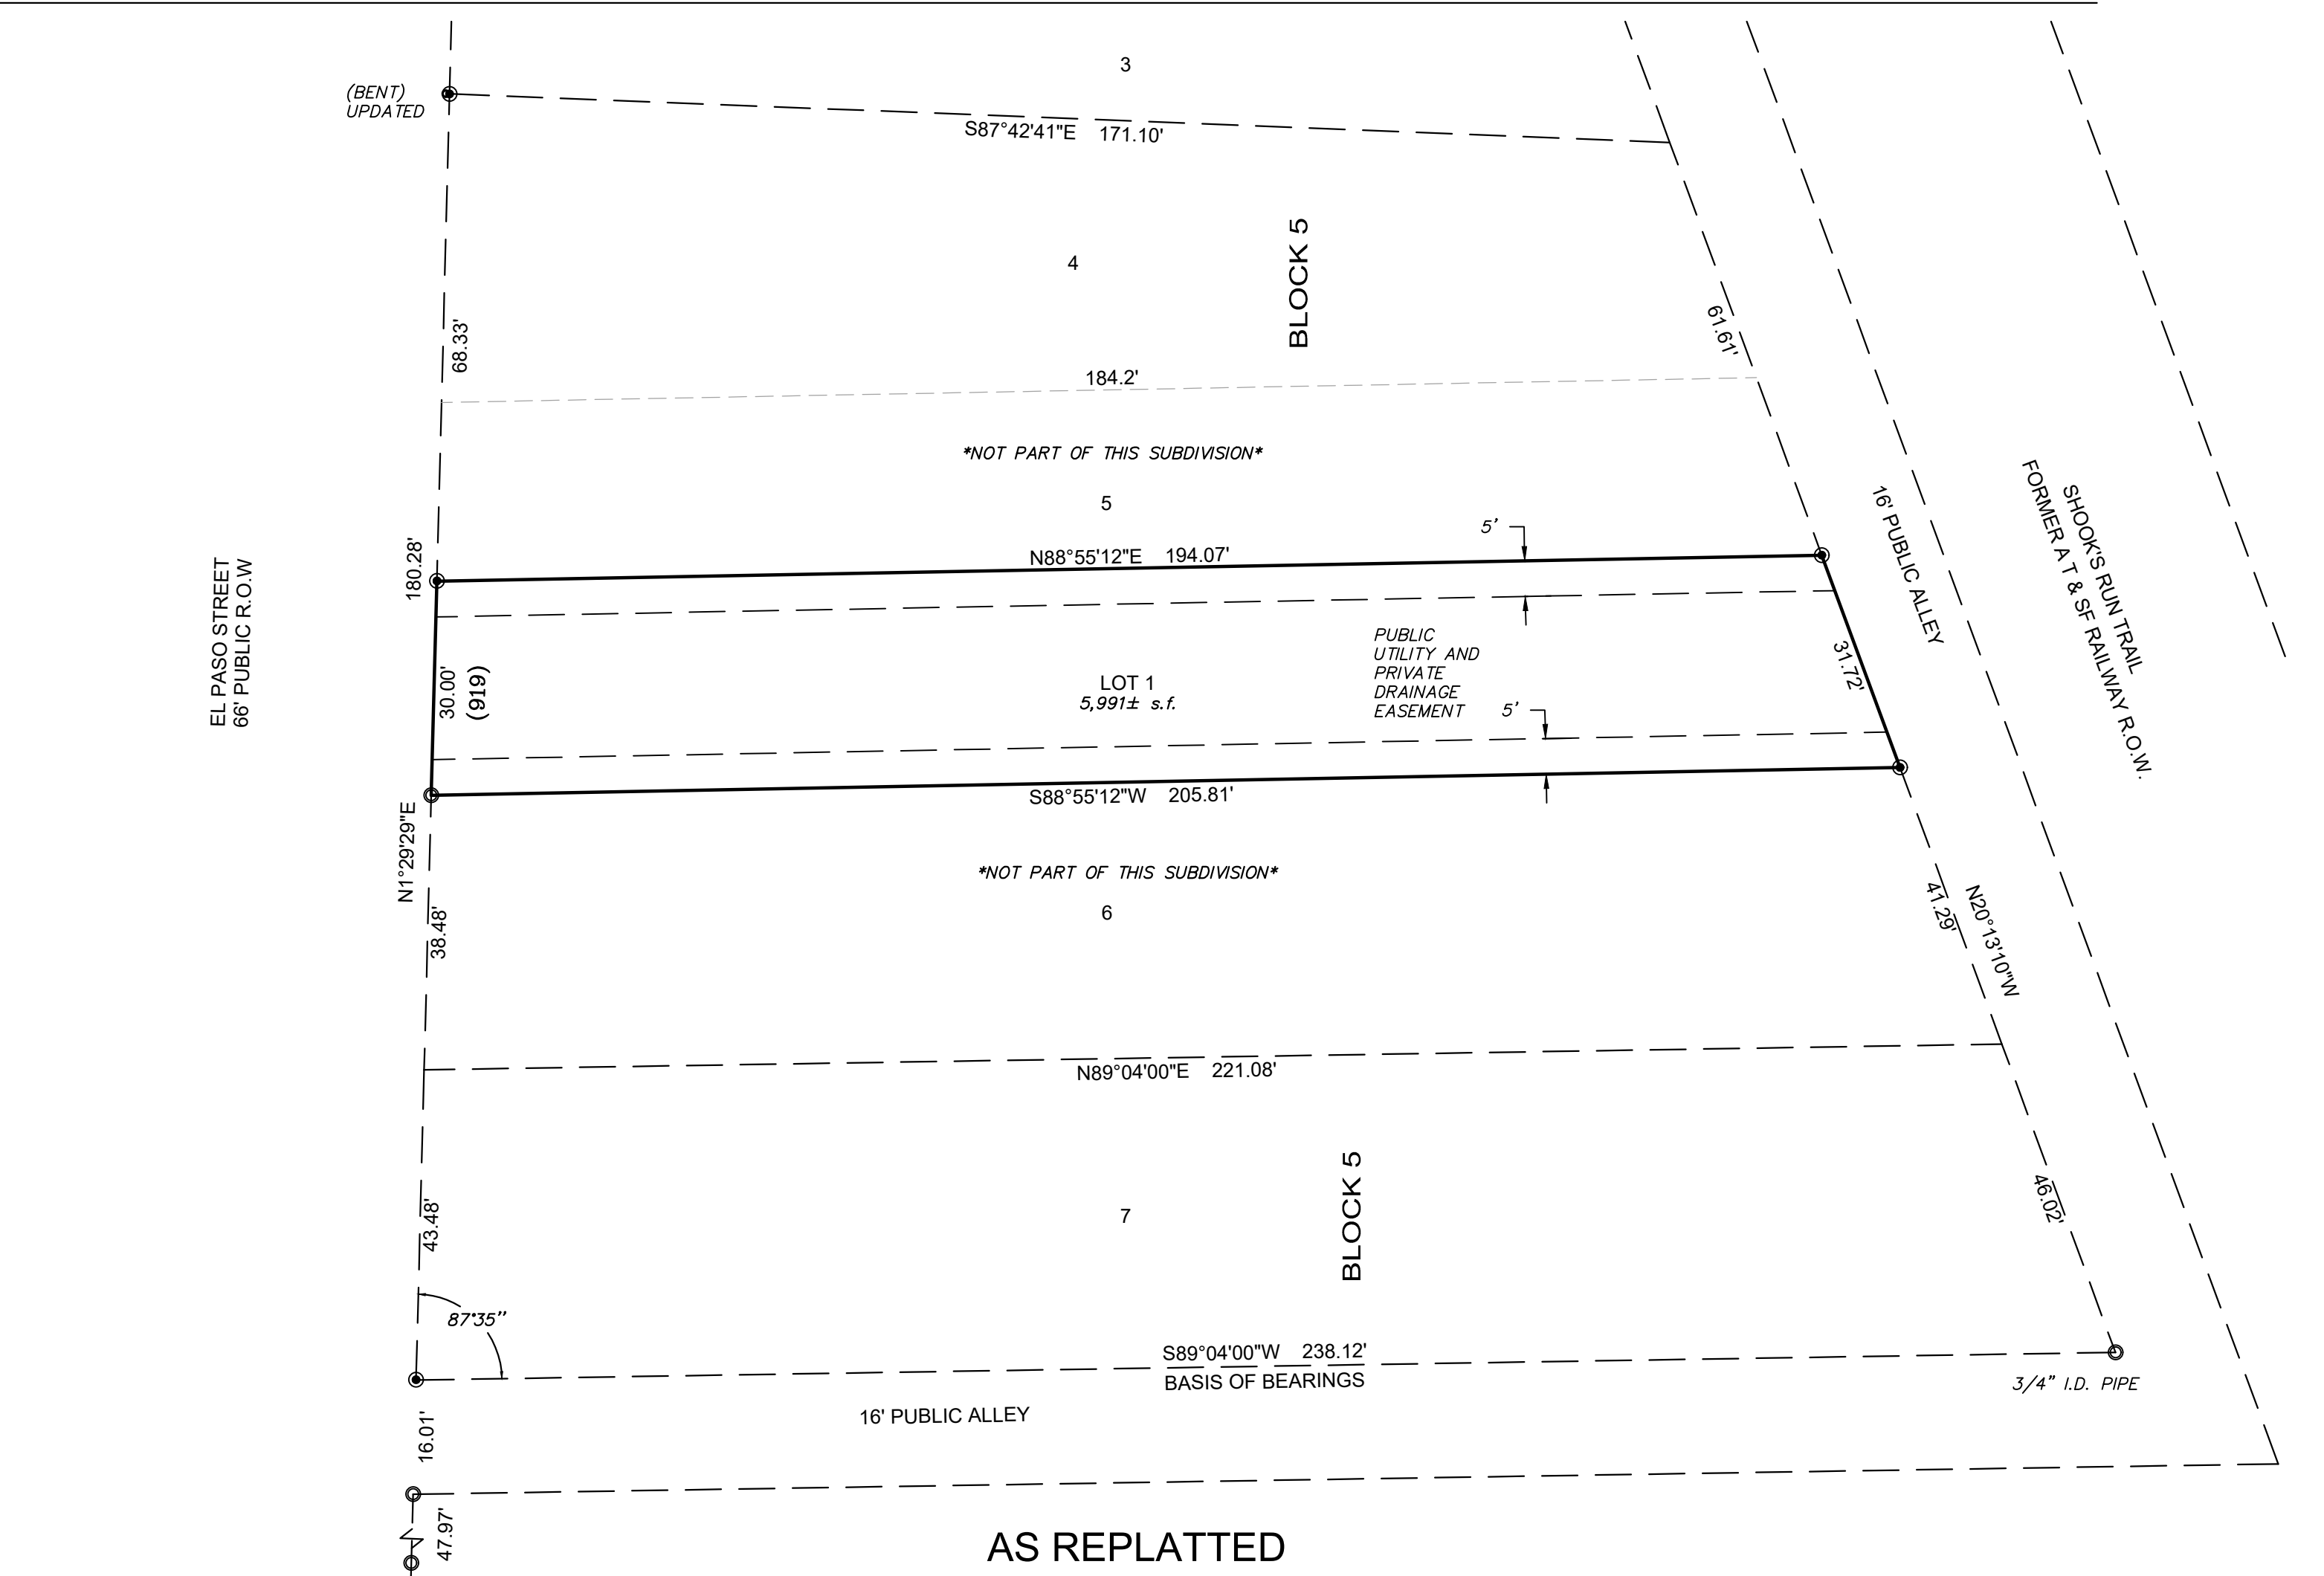 3
(BENT)
UPDATED
S87°42'41"E 171.10'
4
BLOCK 5
68.33'
61.61'
184.2'
*NOT PART OF THIS SUBDIVISION*
5
5'
N88°55'12"E 194.07'
180.28'
EL PASO STREET
66' PUBLIC R.O.W
16' PUBLIC ALLEY
SHOOK'S RUN TRAIL
FORMER A T & SF RAILWAY R.O.W.
PUBLIC
UTILITY AND
PRIVATE
DRAINAGE
EASEMENT
5'
30.00'
(919)
LOT 1
5,991± s.f.
31.72'
S88°55'12"W 205.81'
N1°29'29"E
*NOT PART OF THIS SUBDIVISION*
6
38.48'
41.29'
N20°13'10"W
N89°04'00"E 221.08'
BLOCK 5
7
43.48'
46.02'
87°35"
S89°04'00"W 238.12'
BASIS OF BEARINGS
3/4" I.D. PIPE
16' PUBLIC ALLEY
16.01'
47.97'
AS REPLATTED